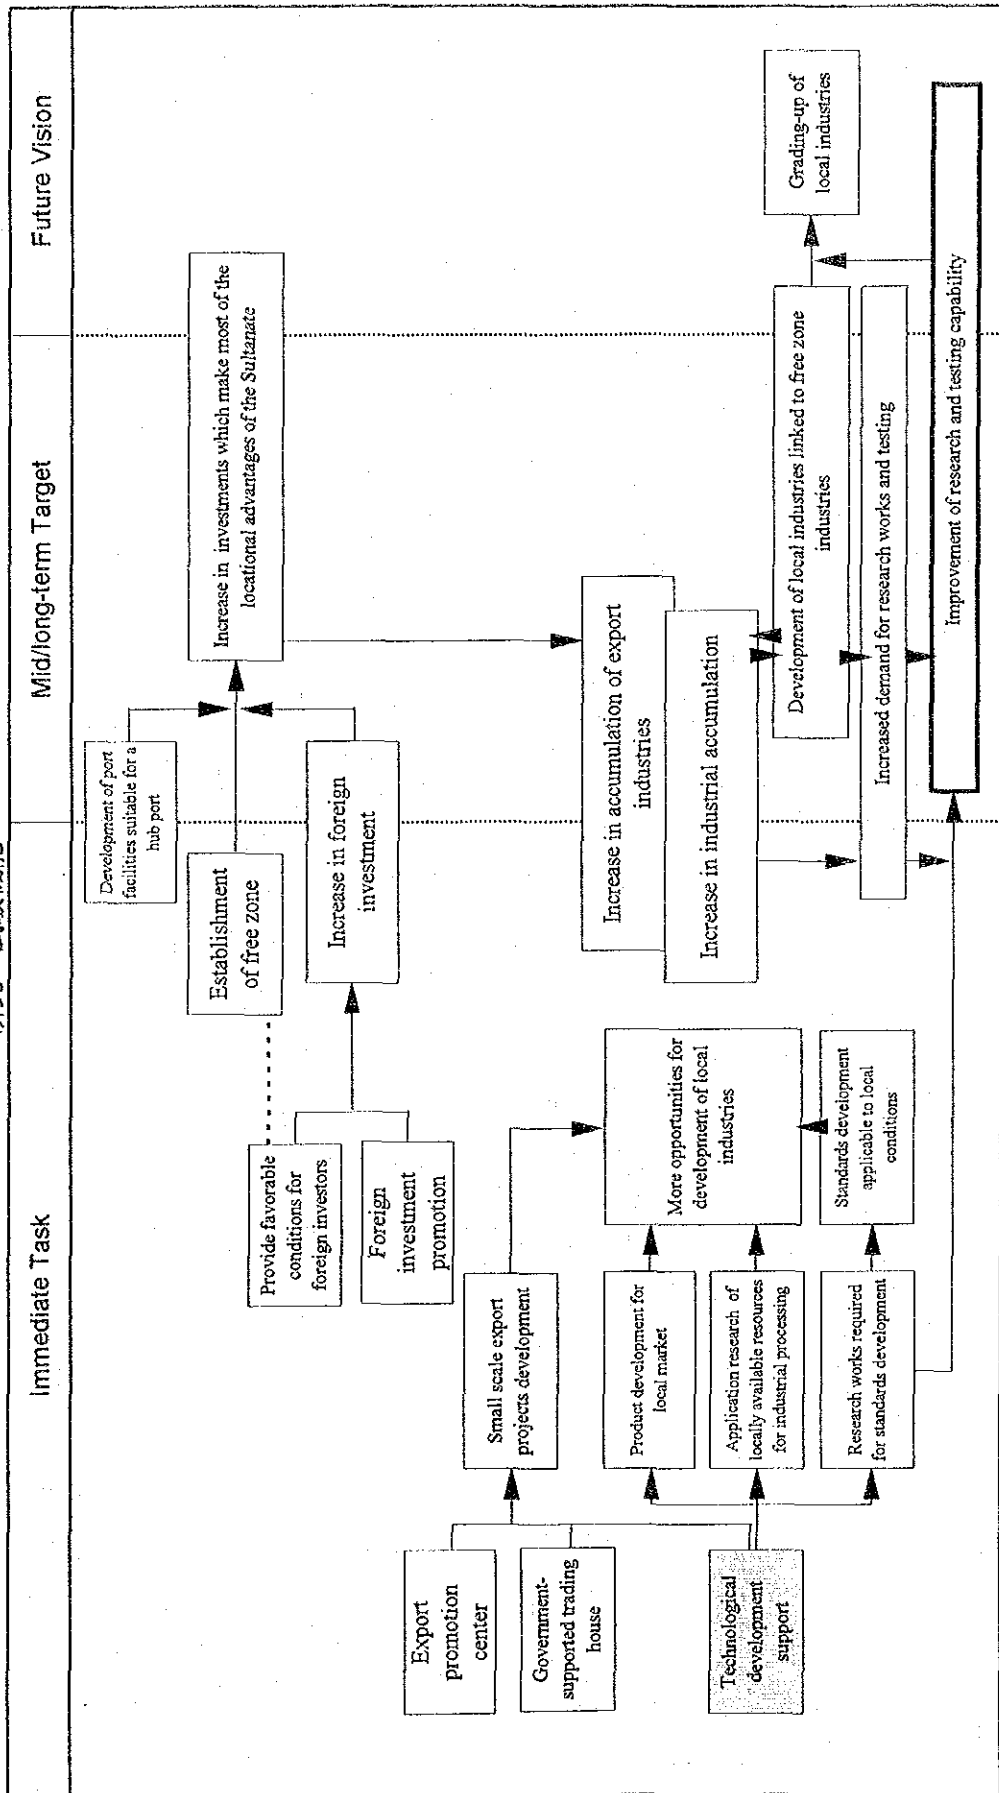 Immediate Task
Mid/long-term Target
Future Vision
Development of port
facilities suitable for a
hub port
Establishment
of free zone
Increase in investments which make most of the
locational advantages of the Sultanate
Provide favorable
conditions for
foreign investors
Foreign
investment
promotion
Increase in foreign
investment
Export
promotion
center
Government-
supported trading
house
Technological
development
support
Small scale export
projects development
Product development for
local market
Application research of
locally available resources
for industrial processing
Research works required
for standards development
More opportunities for
development of local
industries
Standards development
applicable to local
conditions
Increase in accumulation of export
industries
Increase in industrial accumulation
Development of local industries linked to free zone
industries
Increased demand for research works and testing
Improvement of research and testing capability
Grading-up of
local industries